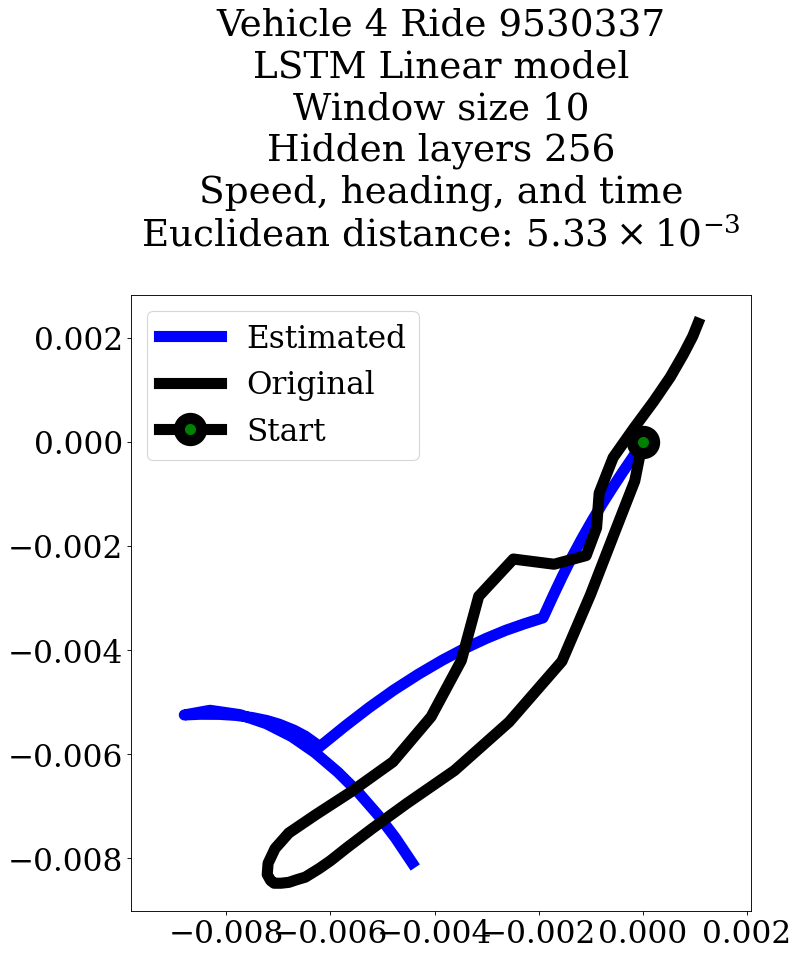 Vehicle 4 Ride 9530337
LSTM Linear model
Window size 10
Hidden layers 256
Speed, heading, and time
Euclidean distance: 5.33 × 10⁻³
Estimated
Original
Start
0.002
0.000
−0.002
−0.004
−0.006
−0.008
−0.008 −0.006 −0.004 −0.002 0.000 0.002